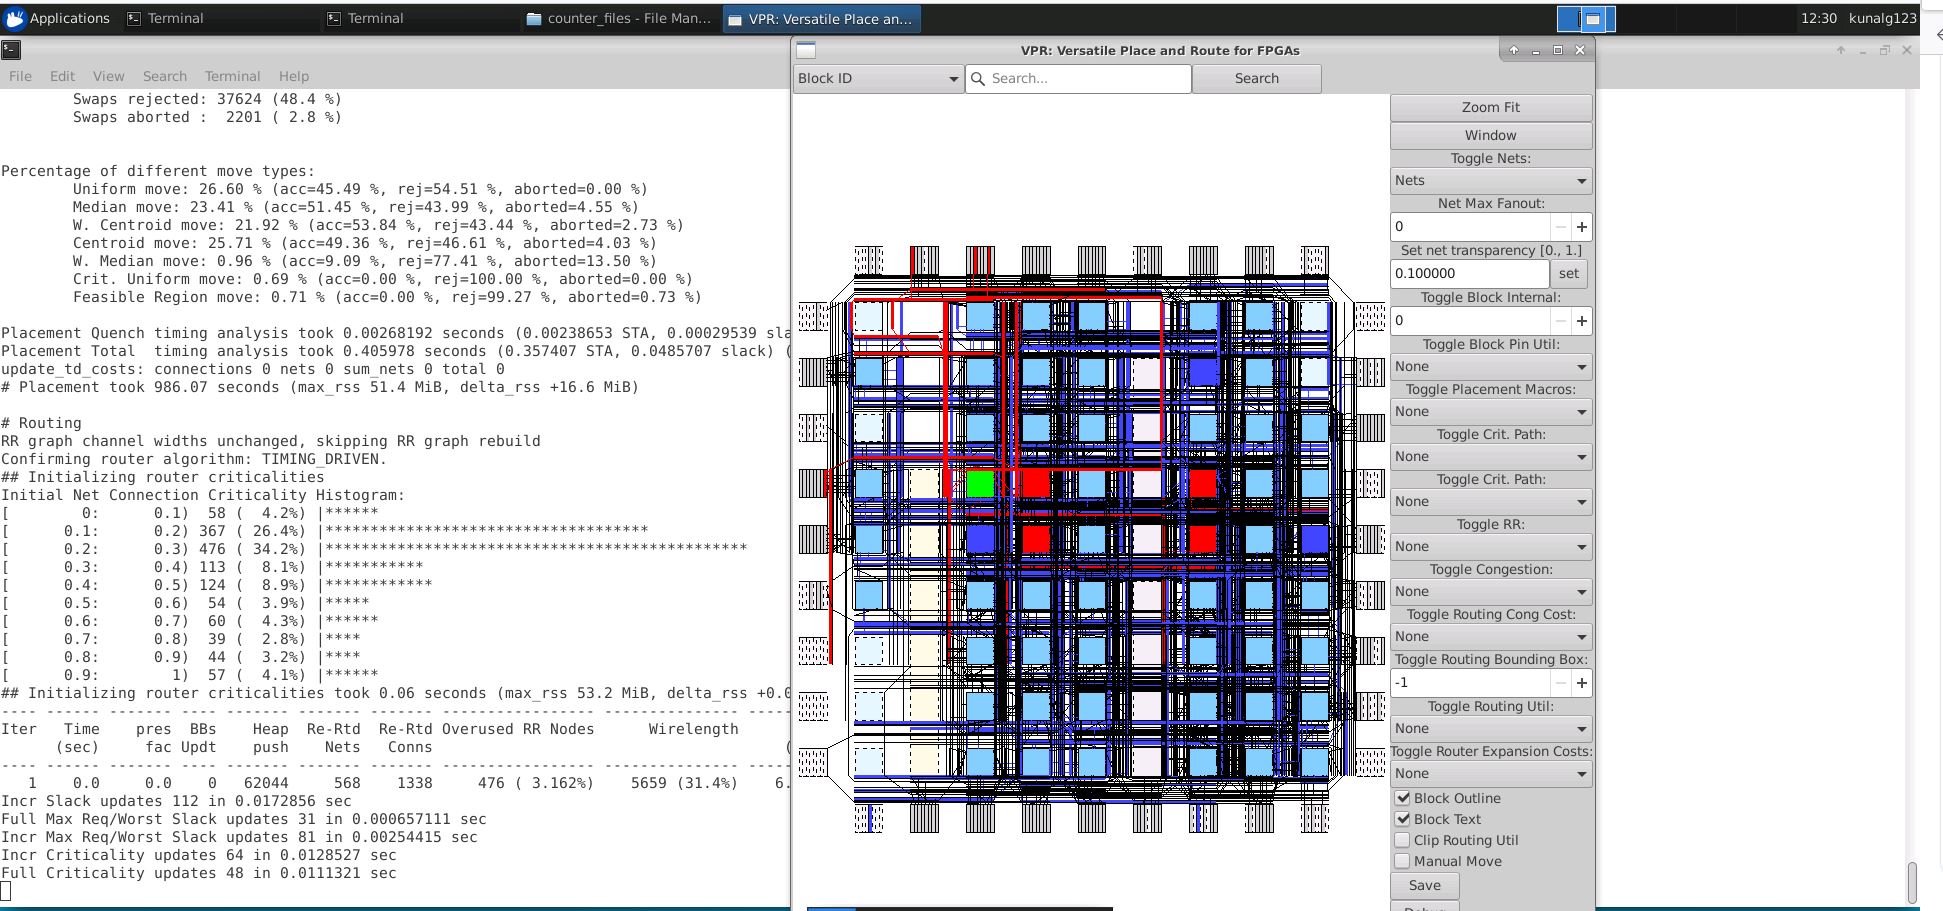 Applications
Terminal
Terminal
counter_files - File Man...
VPR: Versatile Place an...
12:30
kunalg123
File Edit View Search Terminal Help
Swaps rejected: 37624 (48.4 %)
Swaps aborted : 2201 ( 2.8 %)
Percentage of different move types:
Uniform move: 26.60 % (acc=45.49 %, rej=54.51 %, aborted=0.00 %)
Median move: 23.41 % (acc=51.45 %, rej=43.99 %, aborted=4.55 %)
W. Centroid move: 21.92 % (acc=53.84 %, rej=43.44 %, aborted=2.73 %)
Centroid move: 25.71 % (acc=49.36 %, rej=46.61 %, aborted=4.03 %)
W. Median move: 0.96 % (acc=9.09 %, rej=77.41 %, aborted=13.50 %)
Crit. Uniform move: 0.69 % (acc=0.00 %, rej=100.00 %, aborted=0.00 %)
Feasible Region move: 0.71 % (acc=0.00 %, rej=99.27 %, aborted=0.73 %)
Placement Quench timing analysis took 0.00268192 seconds (0.00238653 STA, 0.00029539 sla
Placement Total  timing analysis took 0.405978 seconds (0.357407 STA, 0.0485707 slack) (
update_td_costs: connections 0 nets 0 sum_nets 0 total 0
# Placement took 986.07 seconds (max_rss 51.4 MiB, delta_rss +16.6 MiB)
# Routing
RR graph channel widths unchanged, skipping RR graph rebuild
Confirming router algorithm: TIMING_DRIVEN.
## Initializing router criticalities
Initial Net Connection Criticality Histogram:
[ 0: 0.1) 58 ( 4.2%) |******
[ 0.1: 0.2) 367 ( 26.4%) |************************************
[ 0.2: 0.3) 476 ( 34.2%) |***********************************************
[ 0.3: 0.4) 113 ( 8.1%) |***********
[ 0.4: 0.5) 124 ( 8.9%) |************
[ 0.5: 0.6) 54 ( 3.9%) |*****
[ 0.6: 0.7) 60 ( 4.3%) |******
[ 0.7: 0.8) 39 ( 2.8%) |****
[ 0.8: 0.9) 44 ( 3.2%) |****
[ 0.9: 1) 57 ( 4.1%) |******
## Initializing router criticalities took 0.06 seconds (max_rss 53.2 MiB, delta_rss +0.0
---- ------ ------- ---- ------- ------- ------- ----------------- --------------- -----
Iter Time pres BBs Heap Re-Rtd Re-Rtd Overused RR Nodes Wirelength
(sec) fac Updt push Nets Conns (
---- ------ ------- ---- ------- ------- ------- ----------------- --------------- -----
1 0.0 0.0 0 62044 568 1338 476 ( 3.162%) 5659 (31.4%) 6.
Incr Slack updates 112 in 0.0172856 sec
Full Max Req/Worst Slack updates 31 in 0.000657111 sec
Incr Max Req/Worst Slack updates 81 in 0.00254415 sec
Incr Criticality updates 64 in 0.0128527 sec
Full Criticality updates 48 in 0.0111321 sec
VPR: Versatile Place and Route for FPGAs
Block ID
Search...
Search
Zoom Fit
Window
Toggle Nets:
Nets
Net Max Fanout:
0
Set net transparency [0., 1.]
0.100000
set
Toggle Block Internal:
0
Toggle Block Pin Util:
None
Toggle Placement Macros:
None
Toggle Crit. Path:
None
Toggle Crit. Path:
None
Toggle RR:
None
Toggle Congestion:
None
Toggle Routing Cong Cost:
None
Toggle Routing Bounding Box:
-1
Toggle Routing Util:
None
Toggle Router Expansion Costs:
None
Block Outline
Block Text
Clip Routing Util
Manual Move
Save